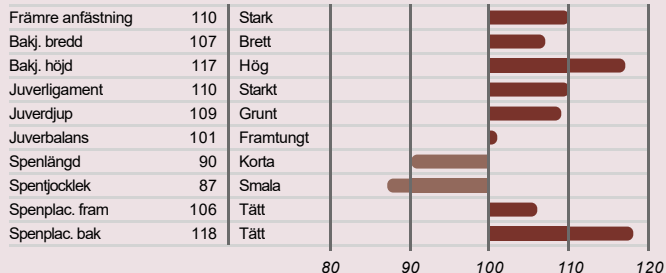 Främre anfästning 110 Stark
Bakj. bredd 107 Brett
Bakj. höjd 117 Hög
Juverligament 110 Starkt
Juverdjup 109 Grunt
Juverbalans 101 Framtungt
Spenlängd 90 Korta
Spentjocklek 87 Smala
Spenplac. fram 106 Tätt
Spenplac. bak 118 Tätt
80 90 100 110 120